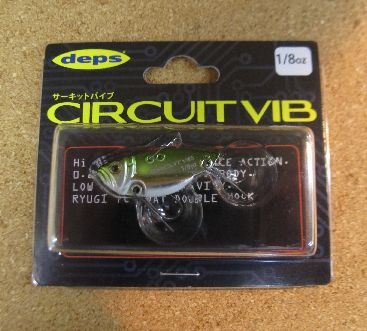 deps
1/8oz
サーキットバイブ
CIRCUIT VIB
Hi ACTION.
BODY.
LOW
RYUGI DOUBLE HOOK